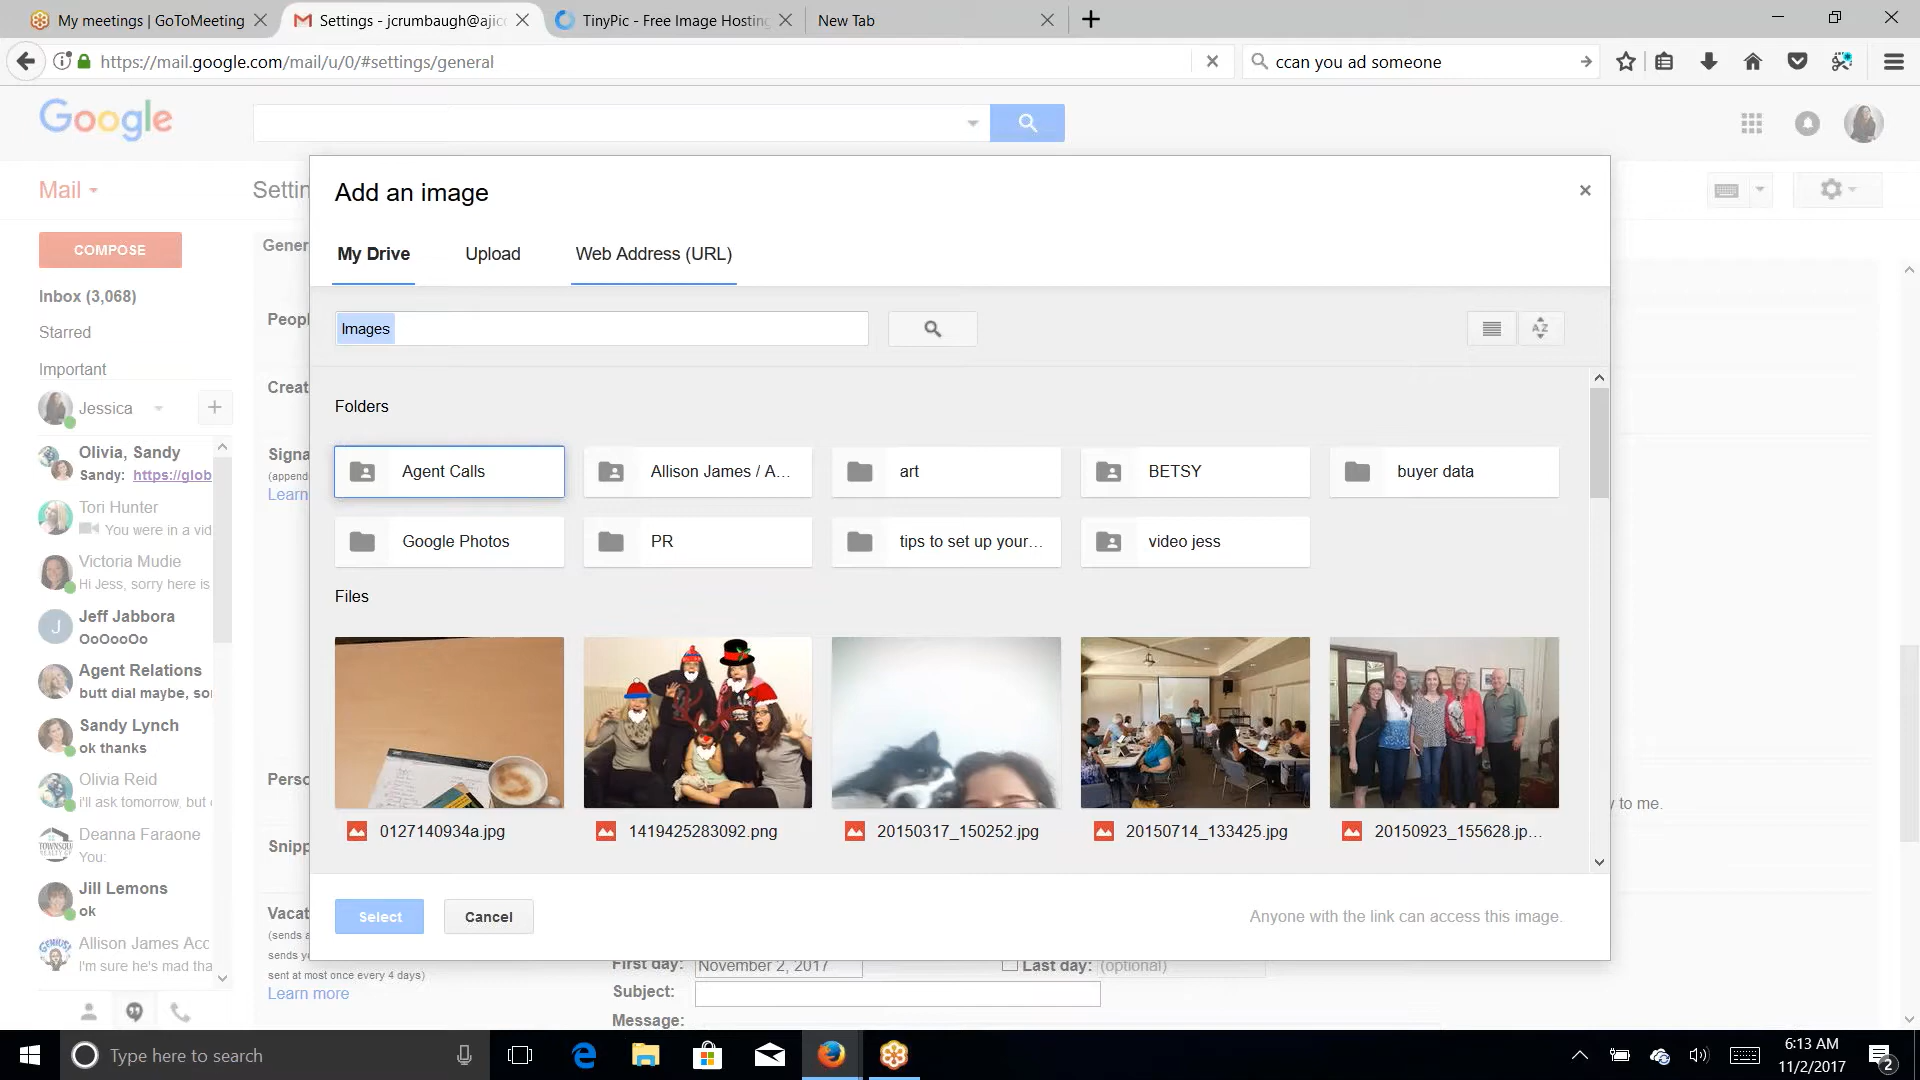 My meetings | GoToMeeting
Settings - jcrumbaugh@ajicc
TinyPic - Free Image Hosting
New Tab
https://mail.google.com/mail/u/0/#settings/general
ccan you ad someone
Google
Mail
Settin
COMPOSE
Inbox (3,068)
Starred
Important
Jessica
Olivia, Sandy
Sandy: https://glob
Tori Hunter
You were in a vid
Victoria Mudie
Hi Jess, sorry here is
J
Jeff Jabbora
OoOooOo
Agent Relations
butt dial maybe, so
Sandy Lynch
ok thanks
Olivia Reid
i'll ask tomorrow, but
Deanna Faraone
You:
Jill Lemons
ok
Allison James Acc
I'm sure he's mad tha
Gener
Peopl
Creat
Signa
(append
Learn
Perso
Snipp
Vacat
(sends a
sends y
sent at most once every 4 days)
Learn more
Add an image
My Drive
Upload
Web Address (URL)
Images
AZ
Folders
Agent Calls
Allison James / A...
art
BETSY
buyer data
Google Photos
PR
tips to set up your...
video jess
Files
0127140934a.jpg
1419425283092.png
20150317_150252.jpg
20150714_133425.jpg
20150923_155628.jp...
Select
Cancel
Anyone with the link can access this image.
y to me.
First day:
November 2, 2017
Last day:
(optional)
Subject:
Message:
Type here to search
6:13 AM
11/2/2017
2